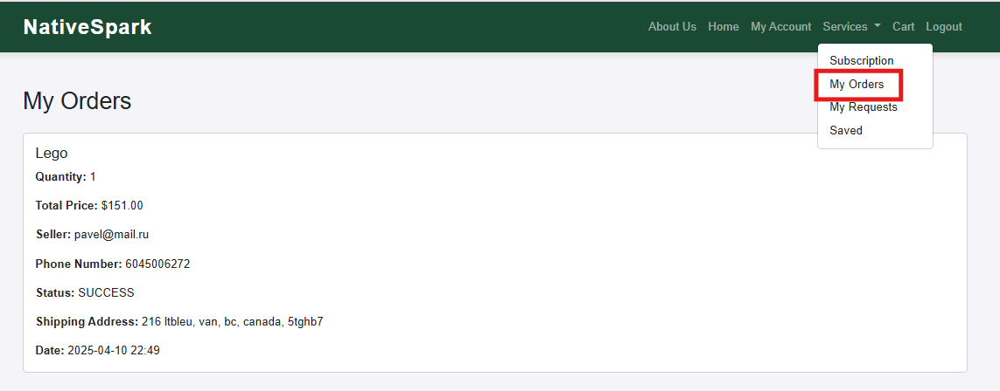 NativeSpark
About Us Home My Account Services Cart Logout
Subscription
My Orders
My Requests
Saved
My Orders
Lego
Quantity: 1
Total Price: $151.00
Seller: pavel@mail.ru
Phone Number: 6045006272
Status: SUCCESS
Shipping Address: 216 ltbleu, van, bc, canada, 5tghb7
Date: 2025-04-10 22:49